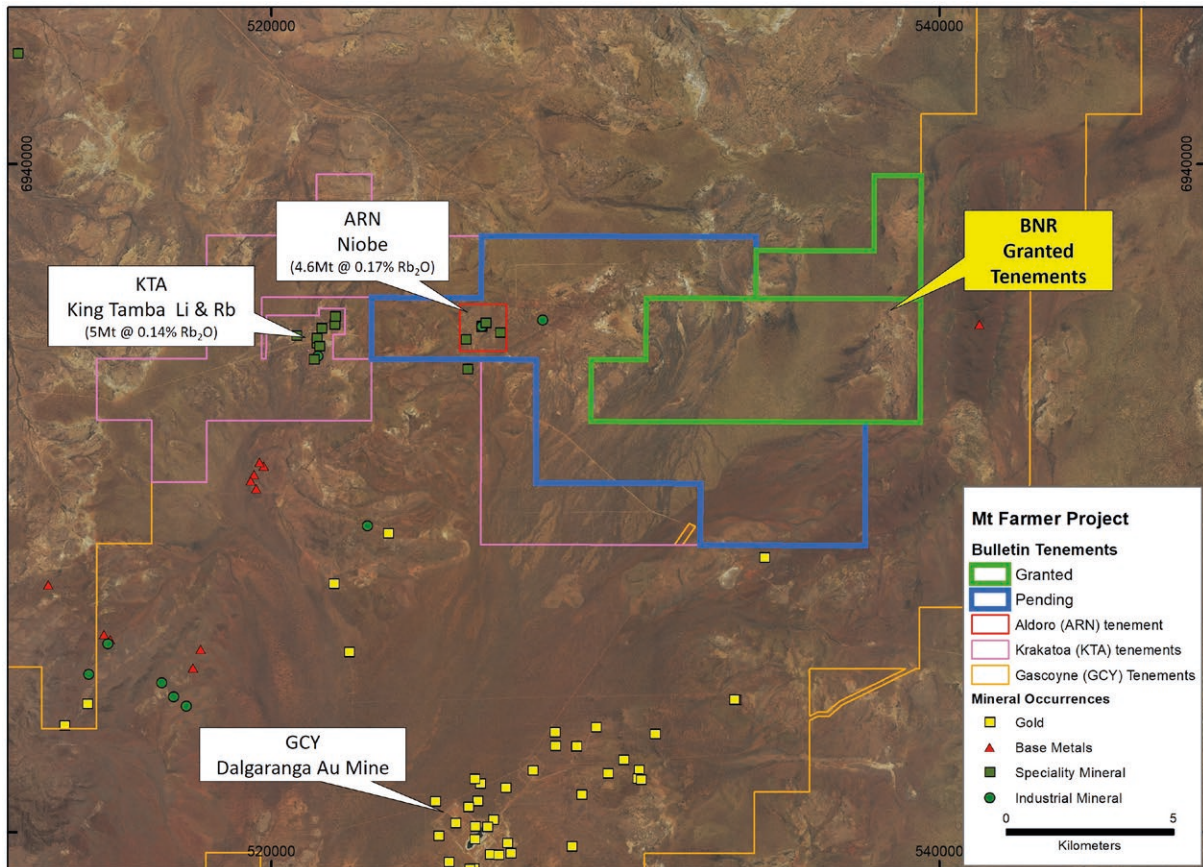 520000
540000
6940000
6940000
ARN
Niobe
(4.6Mt @ 0.17% Rb₂O)
BNR
Granted
Tenements
KTA
King Tamba Li & Rb
(5Mt @ 0.14% Rb₂O)
GCY
Dalgaranga Au Mine
Mt Farmer Project
Bulletin Tenements
Granted
Pending
Aldoro (ARN) tenement
Krakatoa (KTA) tenements
Gascoyne (GCY) Tenements
Mineral Occurrences
Gold
Base Metals
Speciality Mineral
Industrial Mineral
0 5
Kilometers
520000
540000